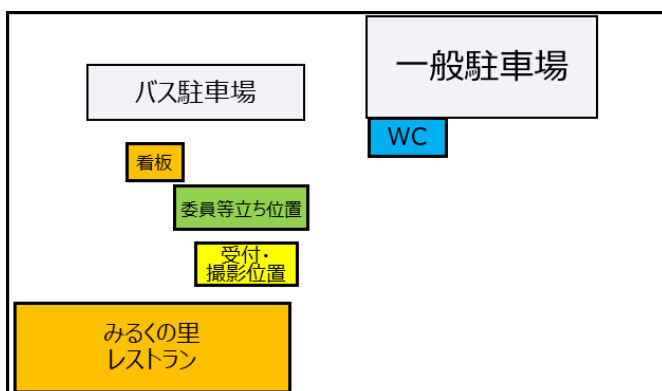 一般駐車場
バス駐車場
WC
看板
委員等立ち位置
受付・
撮影位置
みるくの里
レストラン